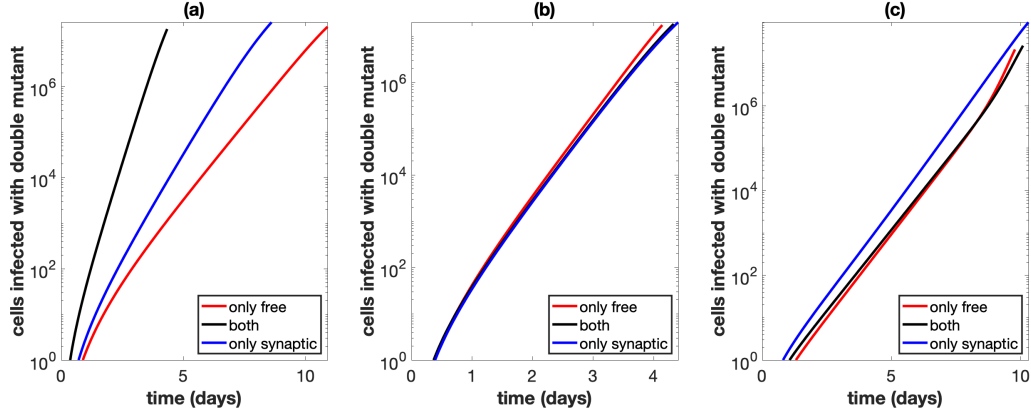 (a)
cells infected with double mutant
10^6
10^4
10^2
10^0
0 5 10
time (days)
only free
both
only synaptic
(b)
cells infected with double mutant
10^6
10^4
10^2
10^0
0 1 2 3 4
time (days)
only free
both
only synaptic
(c)
cells infected with double mutant
10^6
10^4
10^2
10^0
0 5 10
time (days)
only free
both
only synaptic